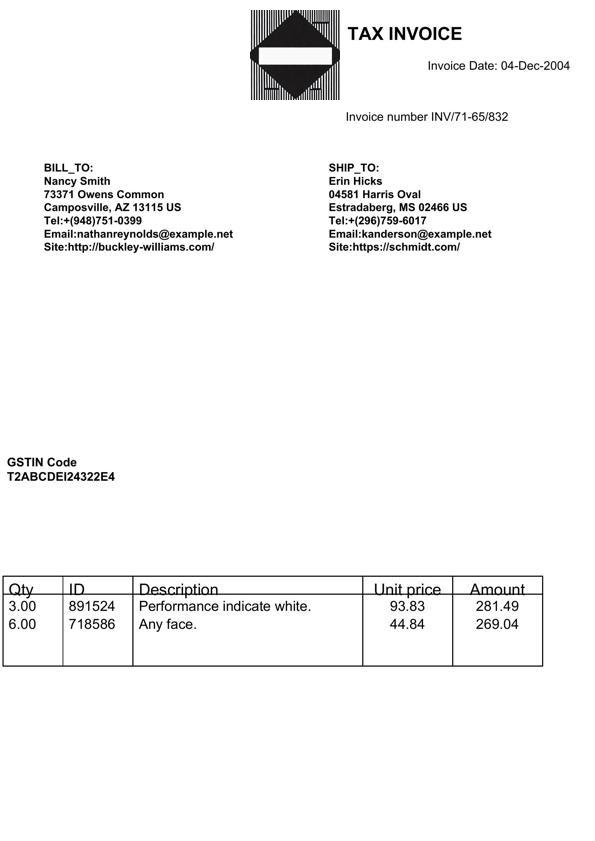 TAX INVOICE
Invoice Date: 04-Dec-2004
Invoice number INV/71-65/832
BILL_TO:
Nancy Smith
73371 Owens Common
Camposville, AZ 13115 US
Tel:+(948)751-0399
Email:nathanreynolds@example.net
Site:http://buckley-williams.com/
SHIP_TO:
Erin Hicks
04581 Harris Oval
Estradaberg, MS 02466 US
Tel:+(296)759-6017
Email:kanderson@example.net
Site:https://schmidt.com/
GSTIN Code
T2ABCDEI24322E4
Qty ID Description Unit price Amount
3.00 891524 Performance indicate white. 93.83 281.49
6.00 718586 Any face. 44.84 269.04